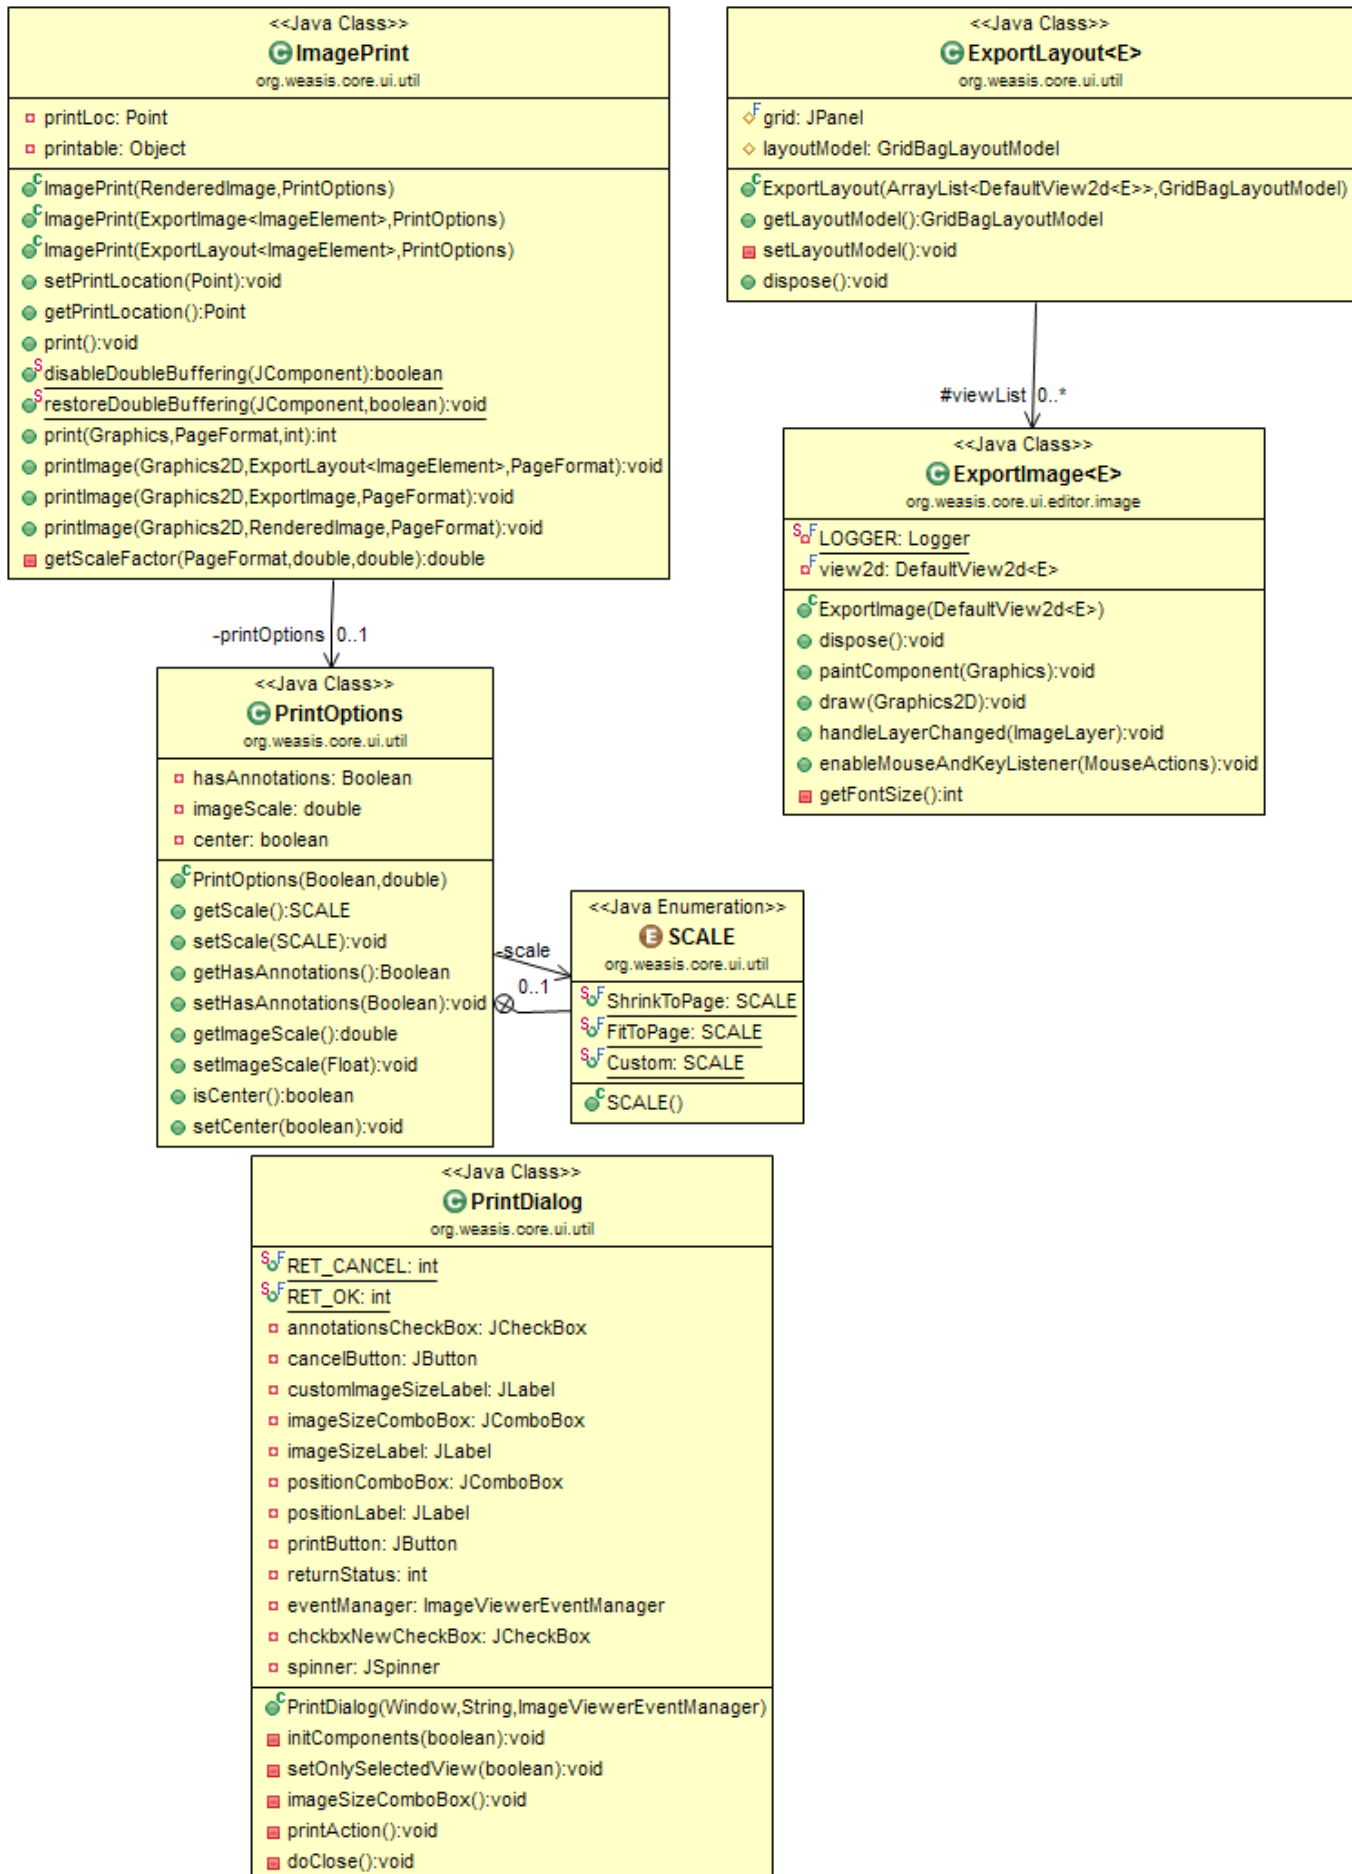 <<Java Class>>
ImagePrint
org.weasis.core.ui.util
printLoc: Point
printable: Object
ImagePrint(RenderedImage,PrintOptions)
ImagePrint(ExportImage<ImageElement>,PrintOptions)
ImagePrint(ExportLayout<ImageElement>,PrintOptions)
setPrintLocation(Point):void
getPrintLocation():Point
print():void
disableDoubleBuffering(JComponent):boolean
restoreDoubleBuffering(JComponent,boolean):void
print(Graphics,PageFormat,int):int
printImage(Graphics2D,ExportLayout<ImageElement>,PageFormat):void
printImage(Graphics2D,ExportImage,PageFormat):void
printImage(Graphics2D,RenderedImage,PageFormat):void
getScaleFactor(PageFormat,double,double):double
<<Java Class>>
ExportLayout<E>
org.weasis.core.ui.util
grid: JPanel
layoutModel: GridBagLayoutModel
ExportLayout(ArrayList<DefaultView2d<E>>,GridBagLayoutModel)
getLayoutModel():GridBagLayoutModel
setLayoutModel():void
dispose():void
#viewList 0..*
<<Java Class>>
ExportImage<E>
org.weasis.core.ui.editor.image
LOGGER: Logger
view2d: DefaultView2d<E>
ExportImage(DefaultView2d<E>)
dispose():void
paintComponent(Graphics):void
draw(Graphics2D):void
handleLayerChanged(ImageLayer):void
enableMouseAndKeyListener(MouseActions):void
getFontSize():int
-printOptions 0..1
<<Java Class>>
PrintOptions
org.weasis.core.ui.util
hasAnnotations: Boolean
imageScale: double
center: boolean
PrintOptions(Boolean,double)
getScale():SCALE
setScale(SCALE):void
getHasAnnotations():Boolean
setHasAnnotations(Boolean):void
getImageScale():double
setImageScale(Float):void
isCenter():boolean
setCenter(boolean):void
-scale
0..1
<<Java Enumeration>>
SCALE
org.weasis.core.ui.util
ShrinkToPage: SCALE
FitToPage: SCALE
Custom: SCALE
SCALE()
<<Java Class>>
PrintDialog
org.weasis.core.ui.util
RET_CANCEL: int
RET_OK: int
annotationsCheckBox: JCheckBox
cancelButton: JButton
customImageSizeLabel: JLabel
imageSizeComboBox: JComboBox
imageSizeLabel: JLabel
positionComboBox: JComboBox
positionLabel: JLabel
printButton: JButton
returnStatus: int
eventManager: ImageViewerEventManager
chckbxNewCheckBox: JCheckBox
spinner: JSpinner
PrintDialog(Window,String,ImageViewerEventManager)
initComponents(boolean):void
setOnlySelectedView(boolean):void
imageSizeComboBox():void
printAction():void
doClose():void